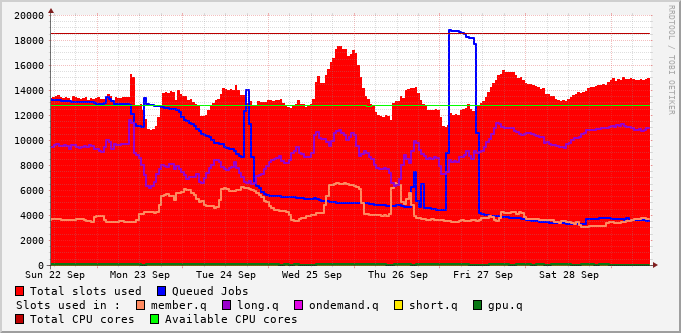 20000
18000
16000
14000
12000
10000
8000
6000
4000
2000
0
Sun 22 Sep Mon 23 Sep Tue 24 Sep Wed 25 Sep Thu 26 Sep Fri 27 Sep Sat 28 Sep
Total slots used Queued Jobs
Slots used in : member.q long.q ondemand.q short.q gpu.q
Total CPU cores Available CPU cores
RRDTOOL / TOBI OETIKER